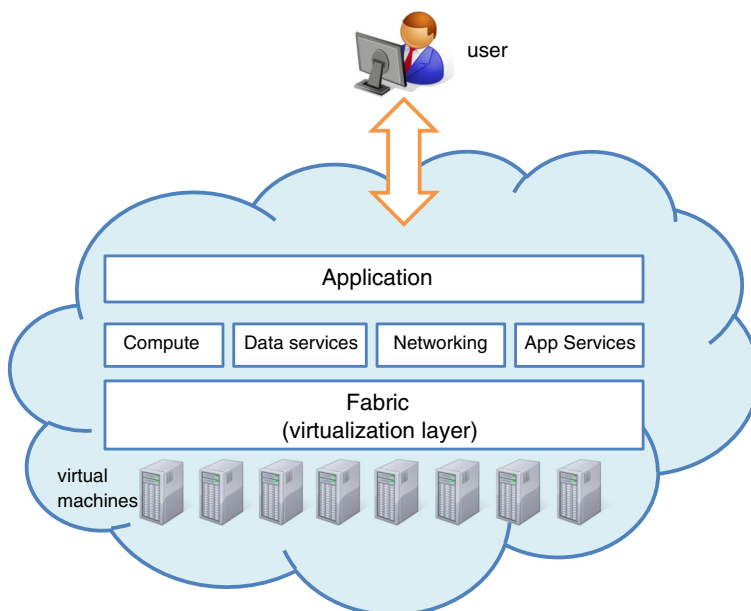 user
Application
Compute
Data services
Networking
App Services
Fabric
(virtualization layer)
virtual
machines